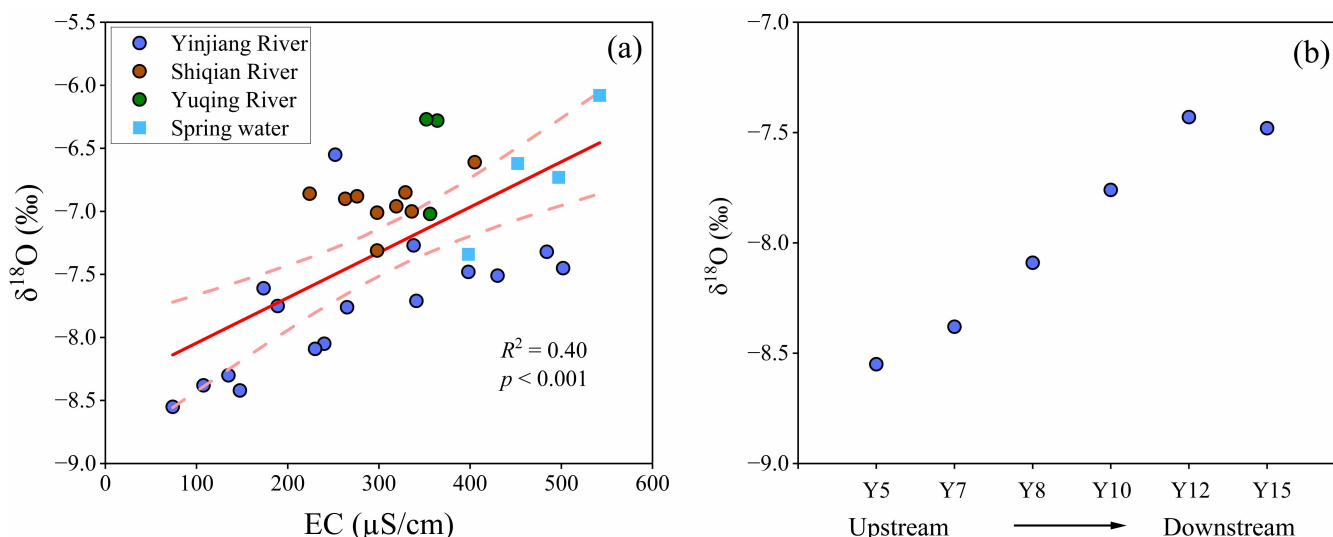 (a)
Yinjiang River
Shiqian River
Yuqing River
Spring water
−5.5
−6.0
−6.5
−7.0
−7.5
−8.0
−8.5
−9.0
δ¹⁸O (‰)
R² = 0.40
p < 0.001
0 100 200 300 400 500 600
EC (μS/cm)
(b)
−7.0
−7.5
−8.0
−8.5
−9.0
δ¹⁸O (‰)
Y5 Y7 Y8 Y10 Y12 Y15
Upstream Downstream